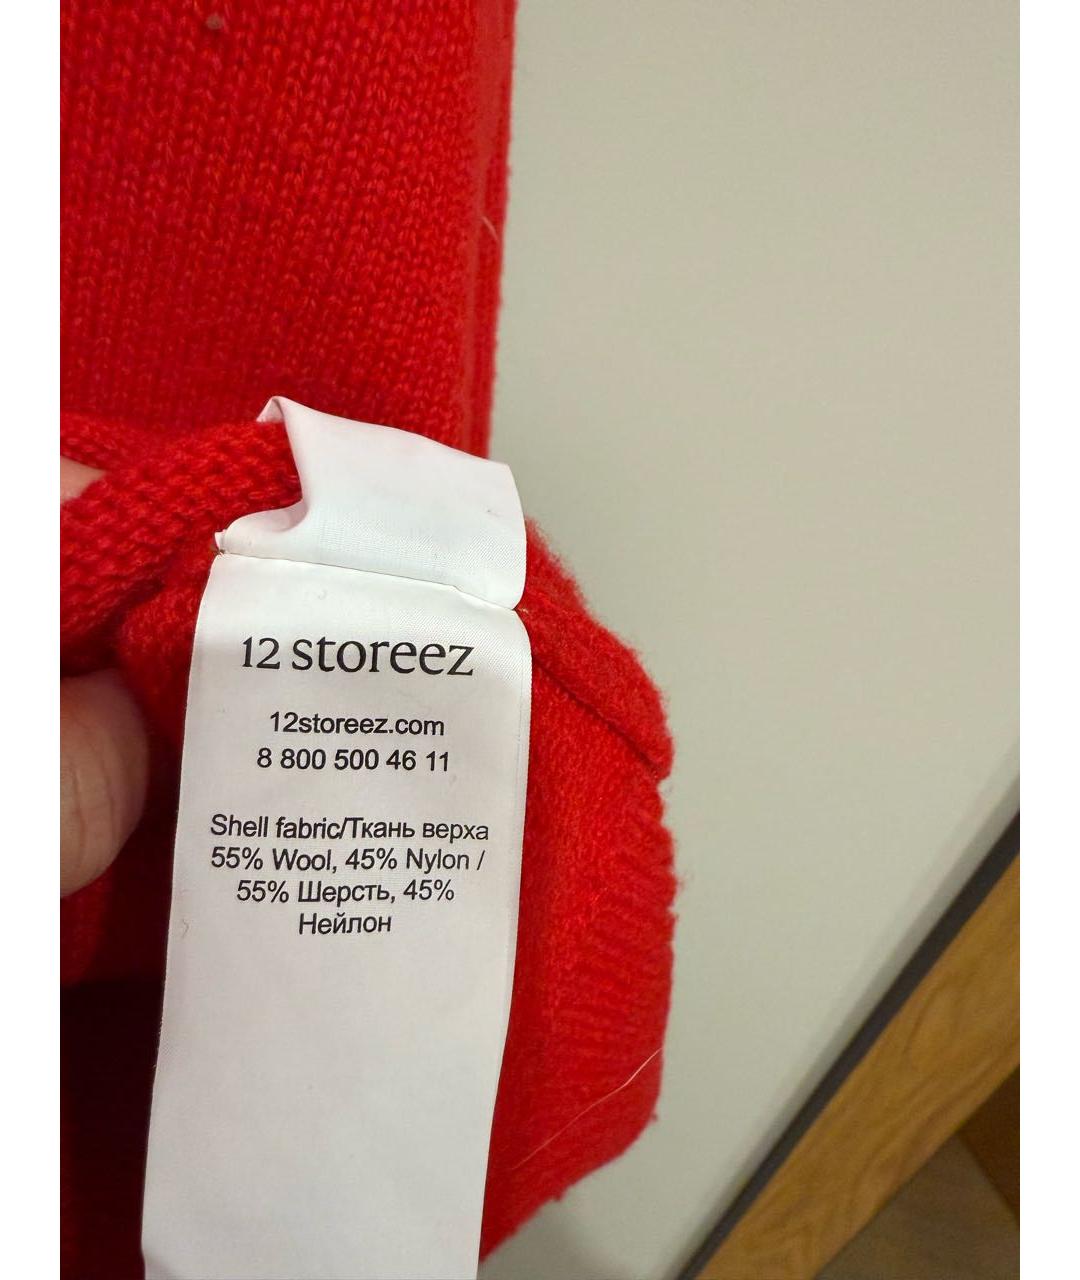 12 storeez
12storeez.com
8 800 500 46 11
Shell fabric/Ткань верха
55% Wool, 45% Nylon /
55% Шерсть, 45%
Нейлон